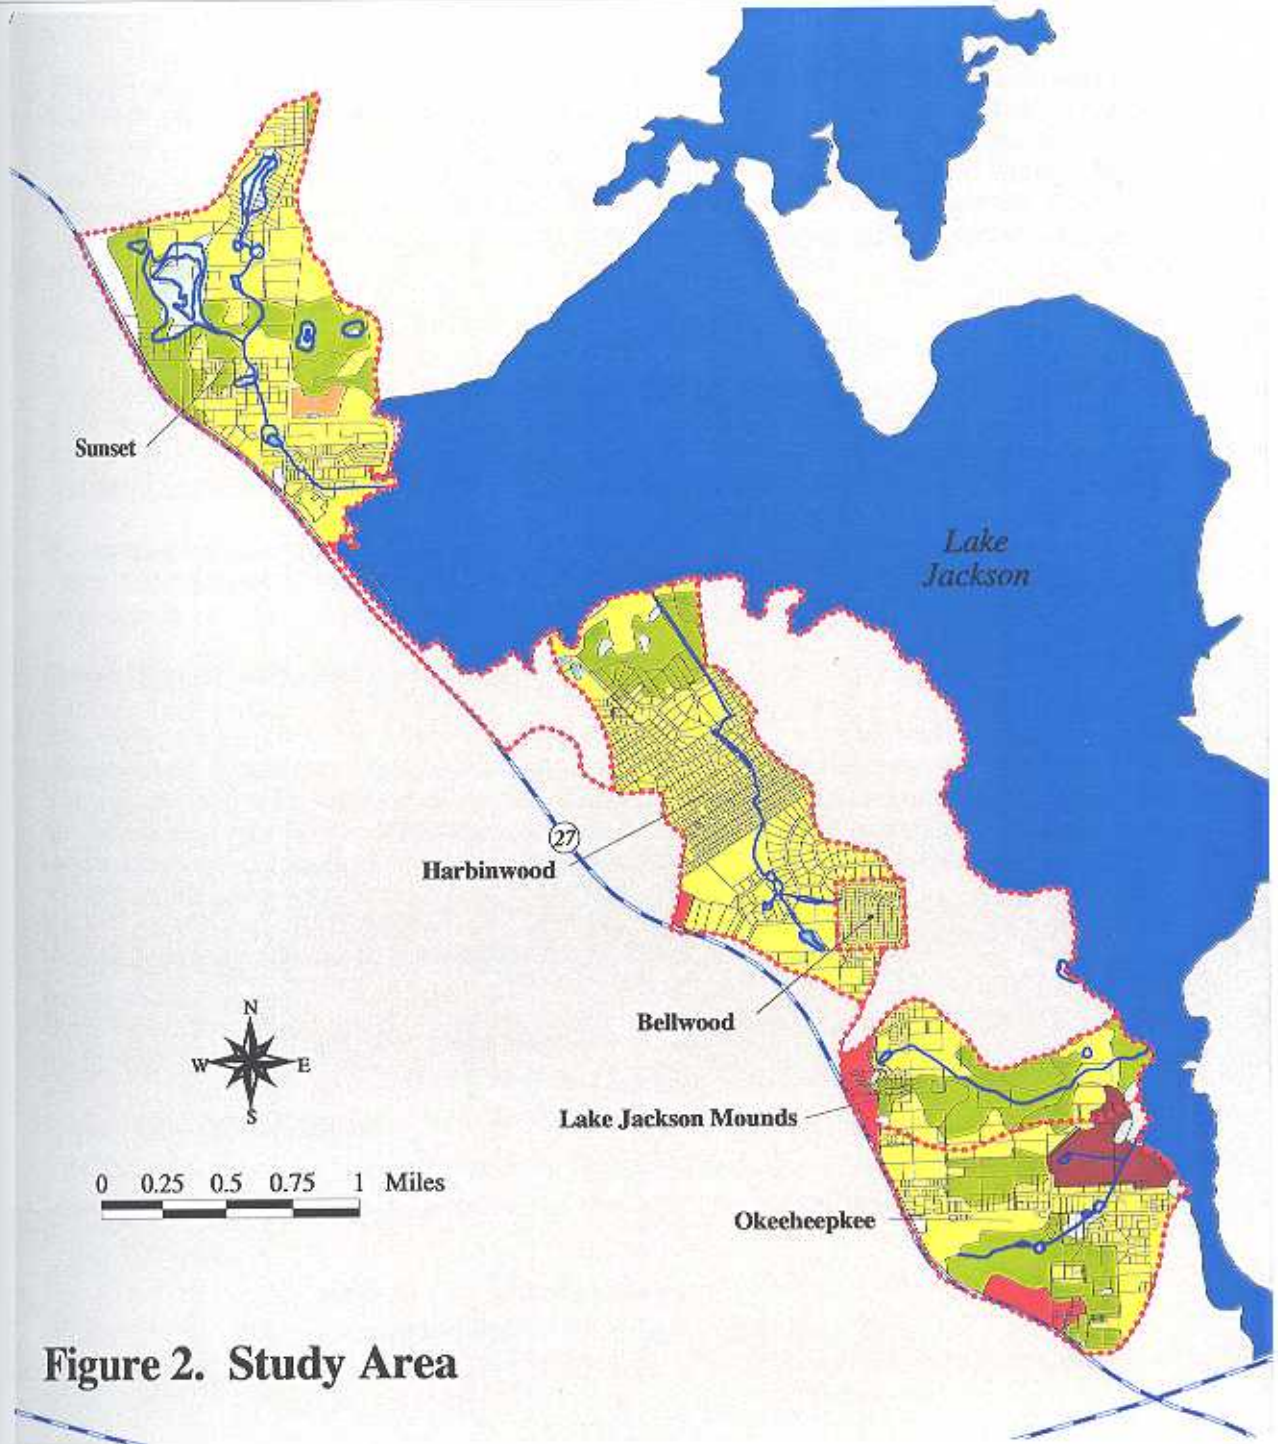 Sunset
Lake
Jackson
27
Harbinwood
Bellwood
N
W E
S
Lake Jackson Mounds
0 0.25 0.5 0.75 1 Miles
Okeeheepkee
Figure 2. Study Area